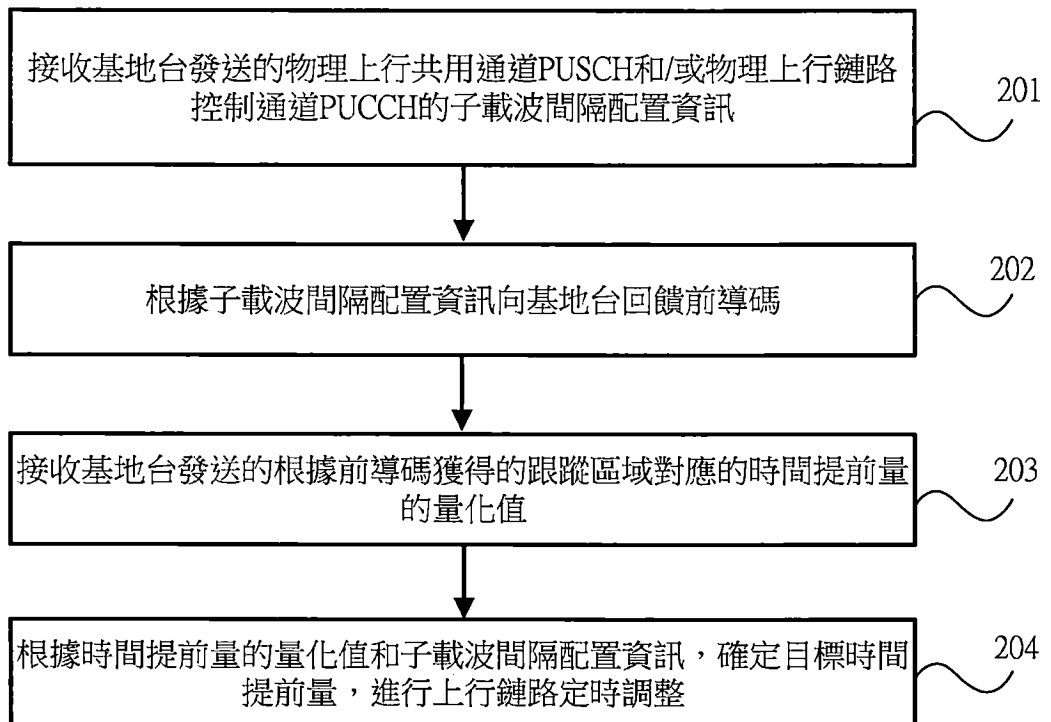 接收基地台發送的物理上行共用通道PUSCH和/或物理上行鏈路
控制通道PUCCH的子載波間隔配置資訊
201
根據子載波間隔配置資訊向基地台回饋前導碼
202
接收基地台發送的根據前導碼獲得的跟蹤區域對應的時間提前量
的量化值
203
根據時間提前量的量化值和子載波間隔配置資訊，確定目標時間
提前量，進行上行鏈路定時調整
204